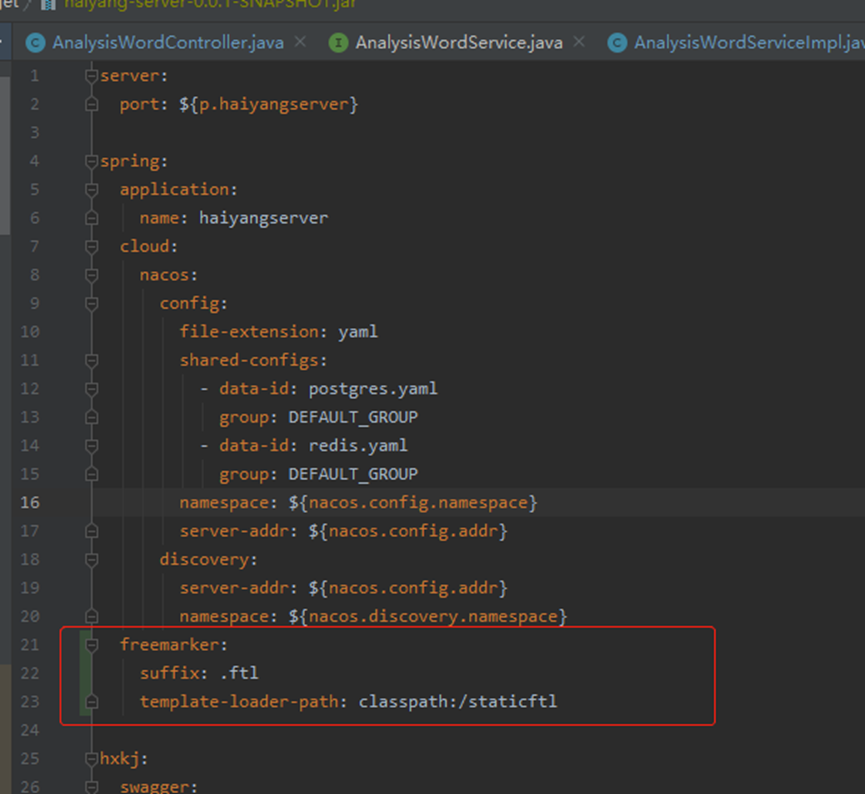 get / haiyang-server-0.0.1-SNAPSHOT.jar
AnalysisWordController.java × AnalysisWordService.java × AnalysisWordServiceImpl.jav
1 server:
2 port: ${p.haiyangserver}
3
4 spring:
5 application:
6 name: haiyangserver
7 cloud:
8 nacos:
9 config:
10 file-extension: yaml
11 shared-configs:
12 - data-id: postgres.yaml
13 group: DEFAULT_GROUP
14 - data-id: redis.yaml
15 group: DEFAULT_GROUP
16 namespace: ${nacos.config.namespace}
17 server-addr: ${nacos.config.addr}
18 discovery:
19 server-addr: ${nacos.config.addr}
20 namespace: ${nacos.discovery.namespace}
21 freemarker:
22 suffix: .ftl
23 template-loader-path: classpath:/staticftl
24
25 hxkj:
26 swagger: